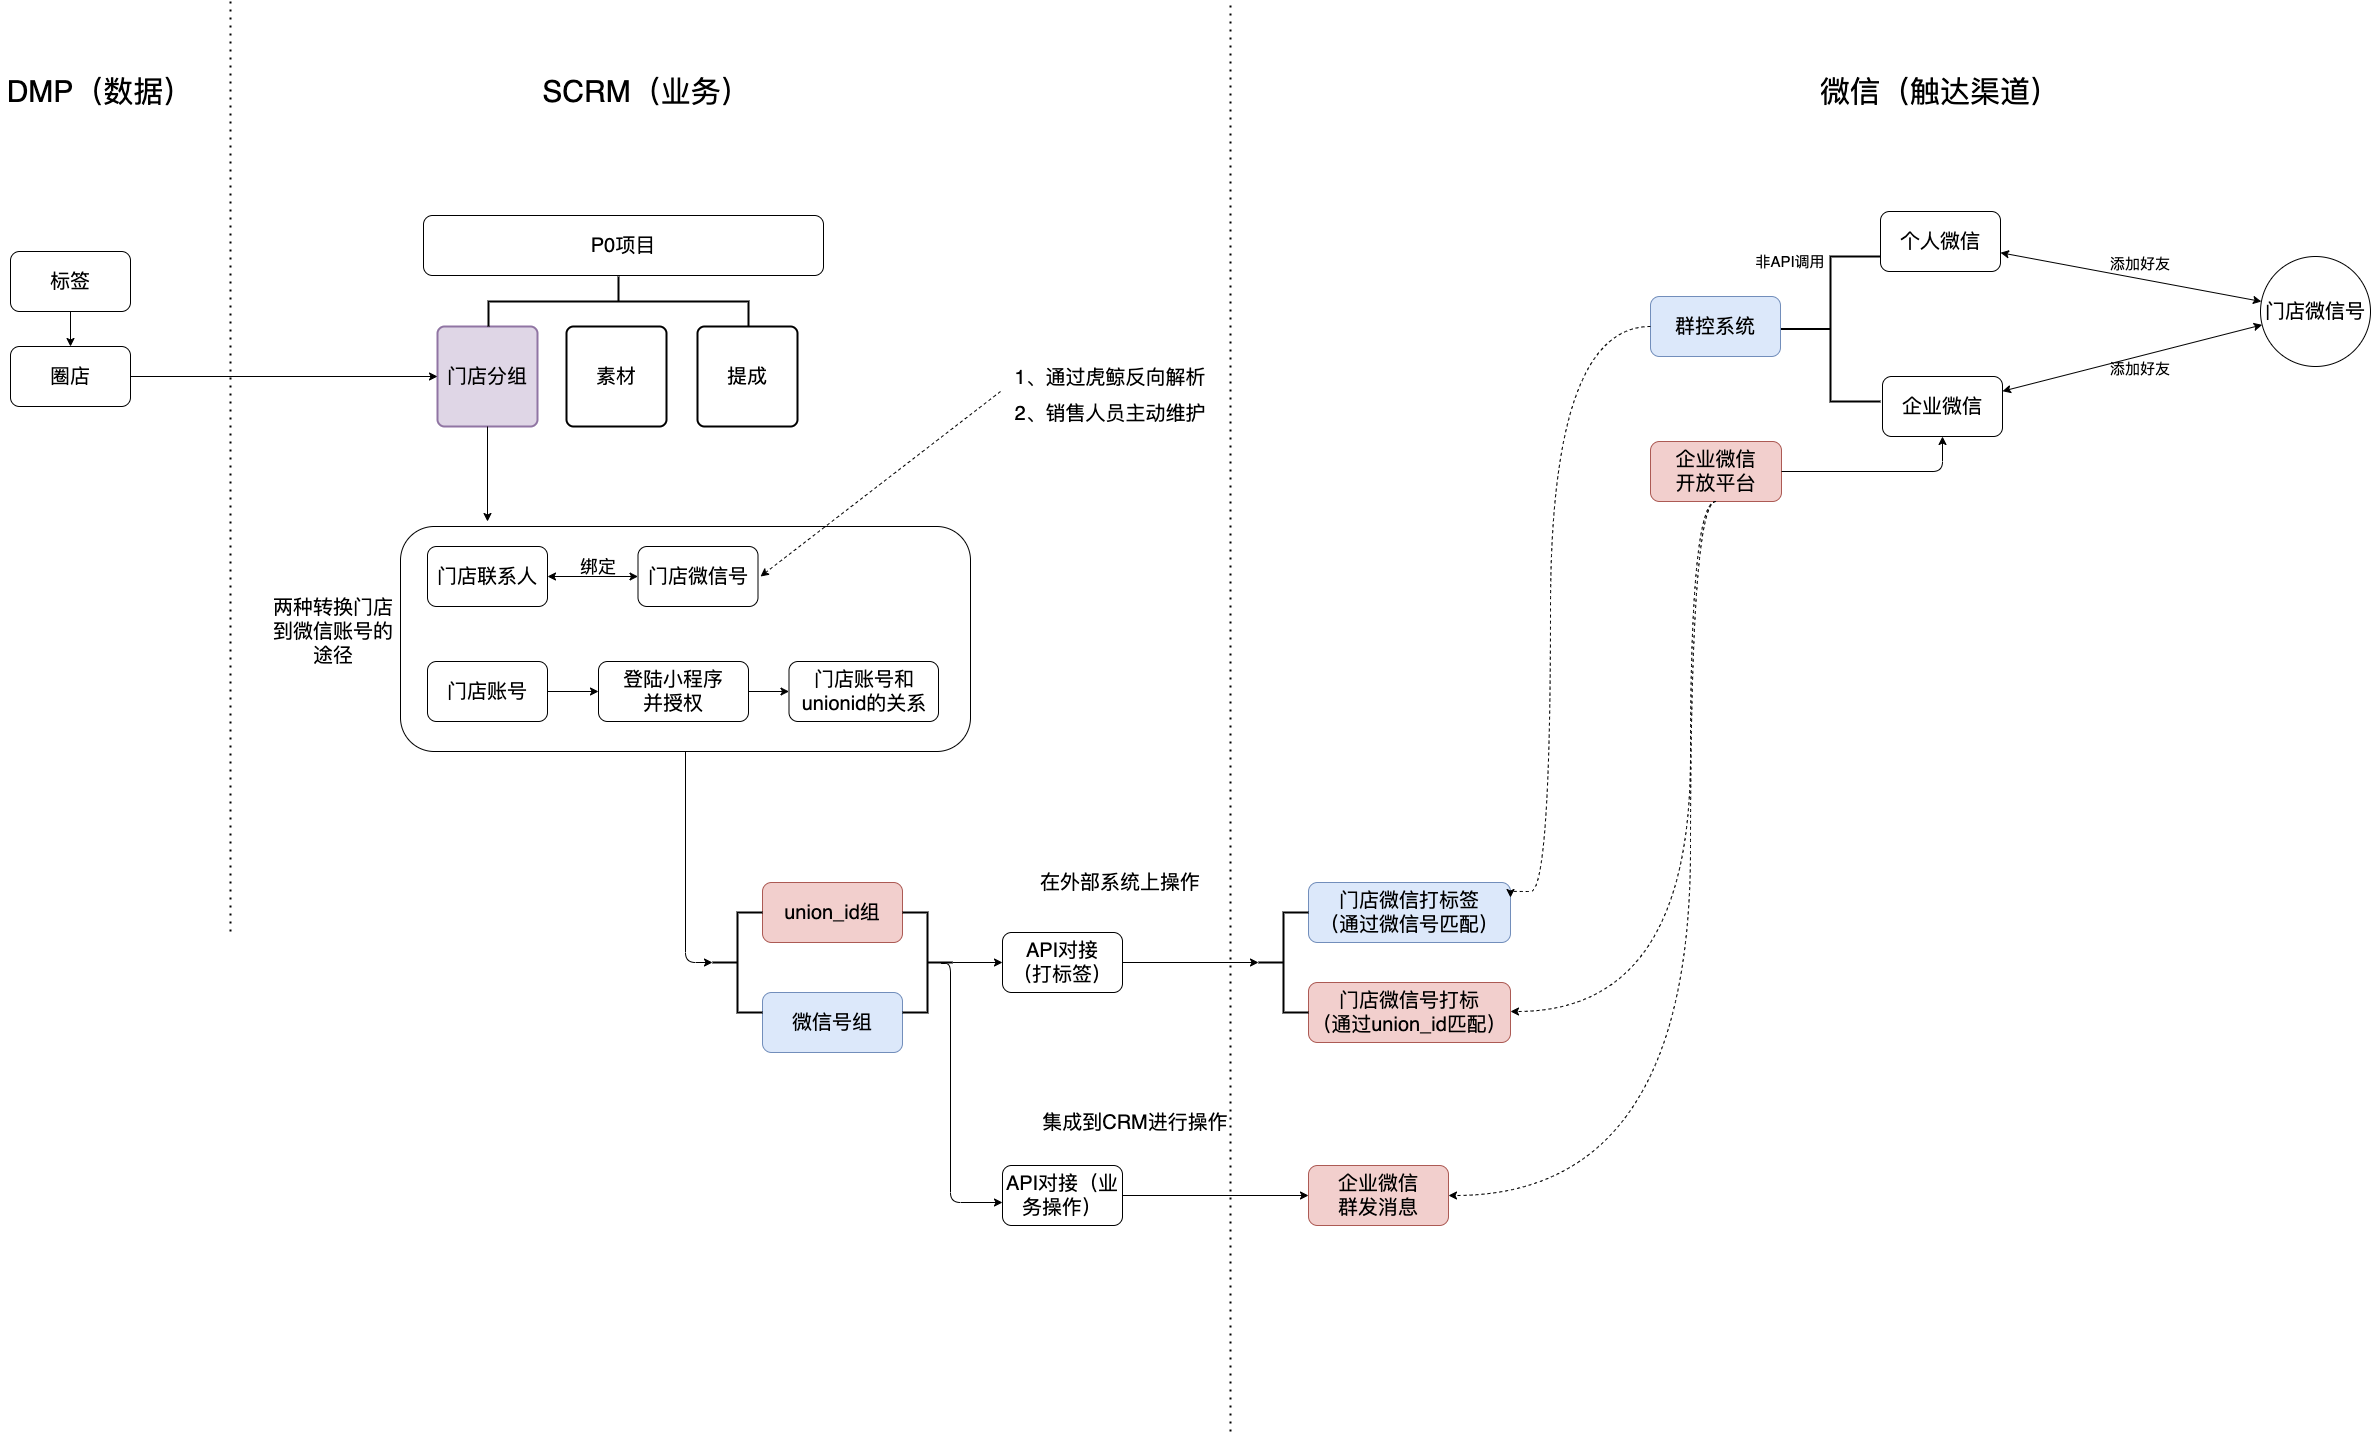 DMP（数据）
SCRM（业务）
微信（触达渠道）
标签
圈店
P0项目
门店分组
素材
提成
1、通过虎鲸反向解析
2、销售人员主动维护
两种转换门店
到微信账号的
途径
门店联系人
绑定
门店微信号
门店账号
登陆小程序
并授权
门店账号和
unionid的关系
union_id组
微信号组
在外部系统上操作
API对接
（打标签）
集成到CRM进行操作
API对接（业
务操作）
门店微信打标签
（通过微信号匹配）
门店微信号打标
（通过union_id匹配）
企业微信
群发消息
非API调用
群控系统
个人微信
企业微信
添加好友
添加好友
门店微信号
企业微信
开放平台